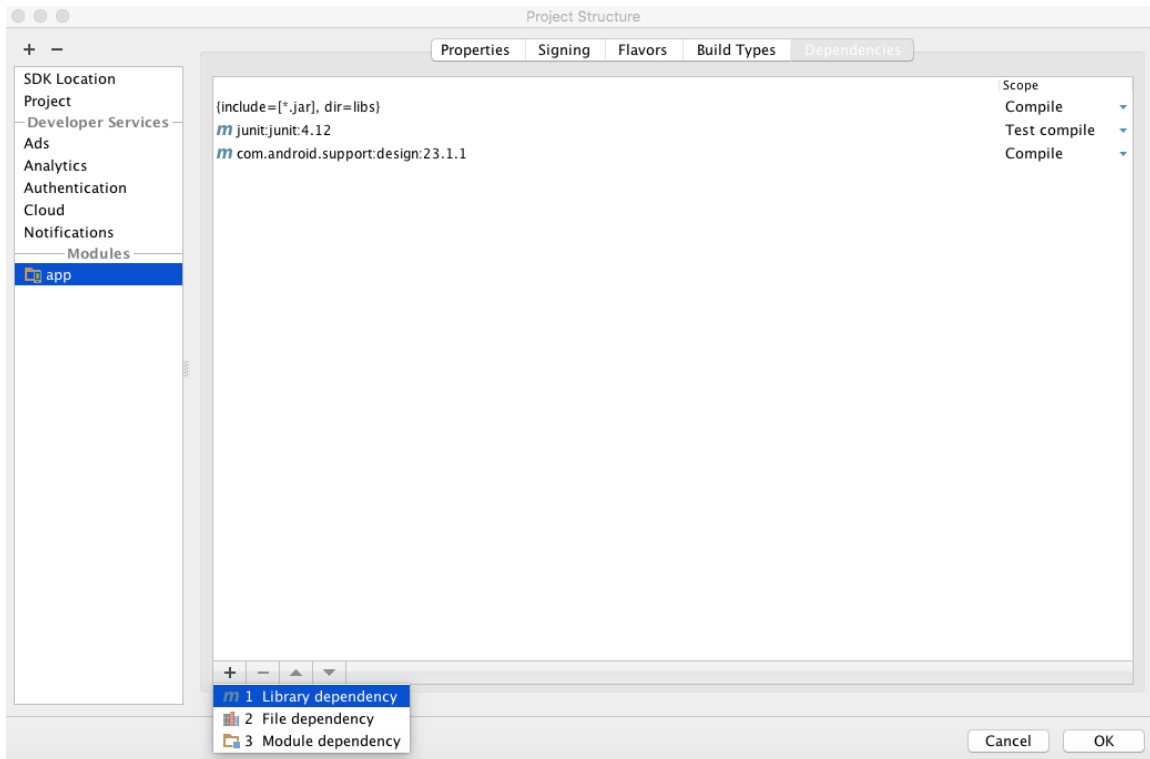 Project Structure
+ −
Properties Signing Flavors Build Types Dependencies
SDK Location
Project
Developer Services
Ads
Analytics
Authentication
Cloud
Notifications
Modules
app
Scope
{include=[*.jar], dir=libs} Compile
m junit:junit:4.12 Test compile
m com.android.support:design:23.1.1 Compile
+ −
m 1 Library dependency
2 File dependency
3 Module dependency
Cancel OK